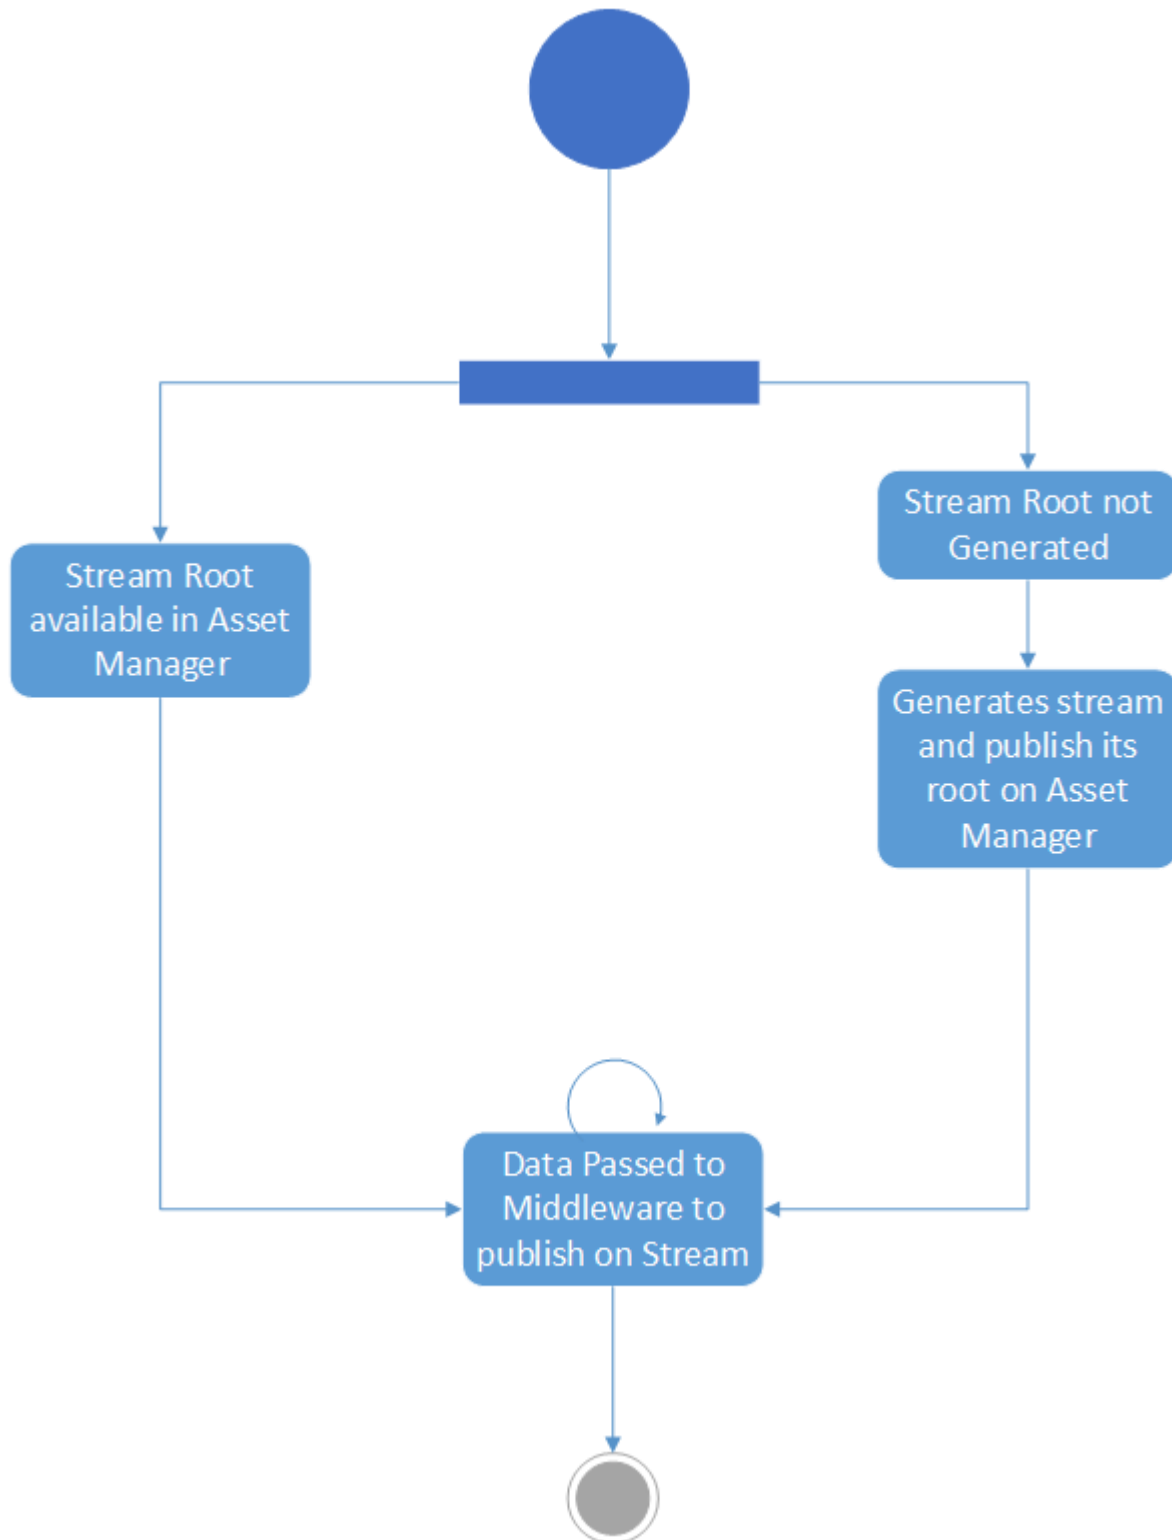 Stream Root not
Generated
Stream Root
available in Asset
Manager
Generates stream
and publish its
root on Asset
Manager
Data Passed to
Middleware to
publish on Stream